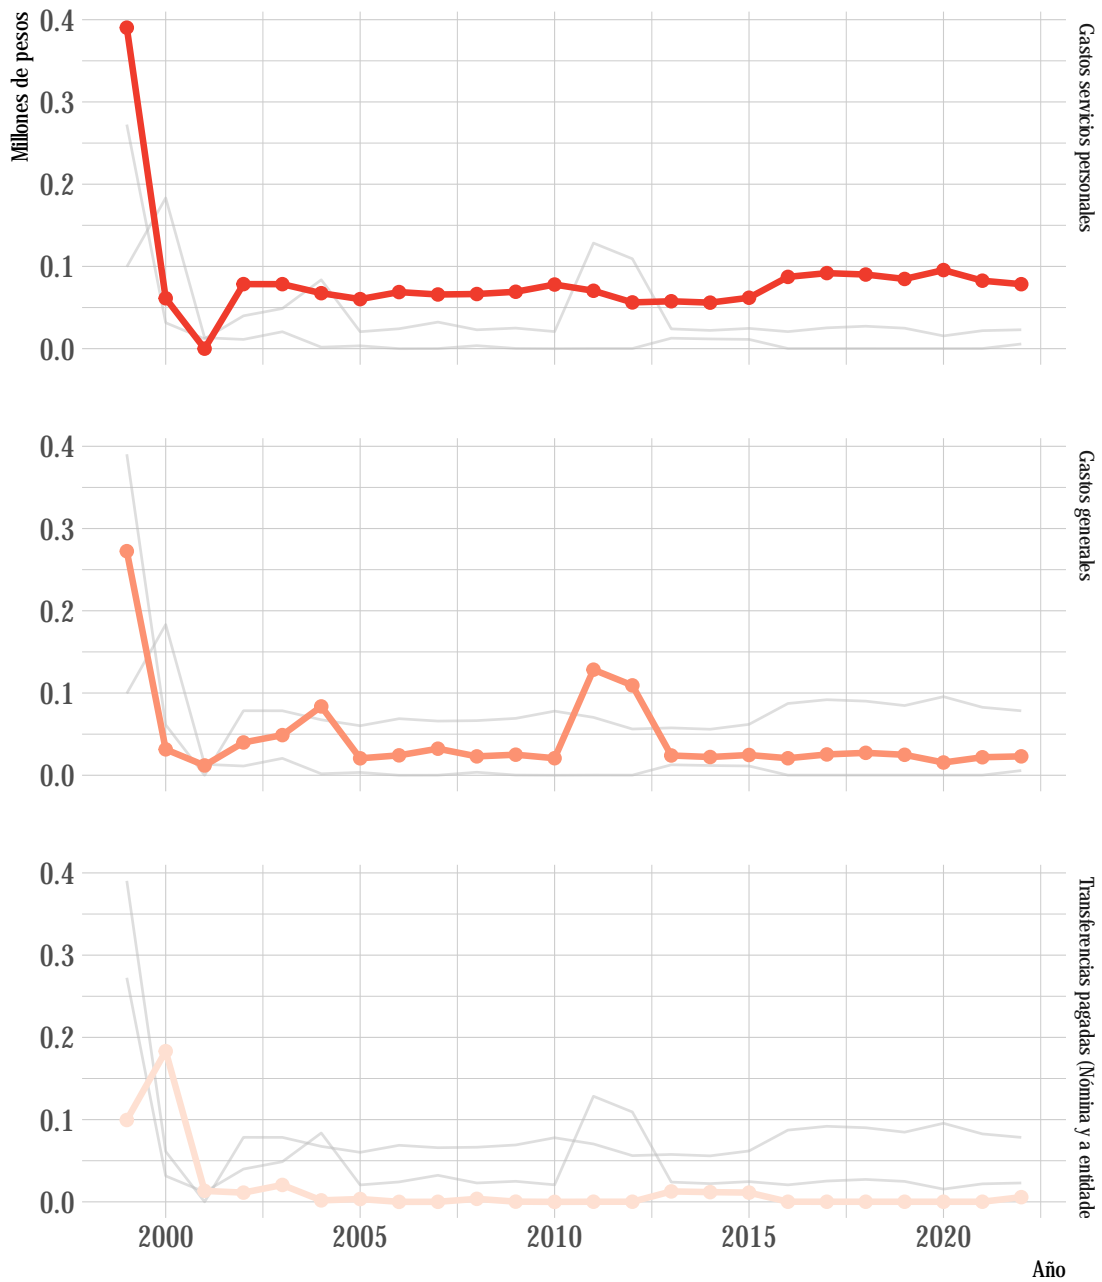 Millones de pesos
0.4
0.3
0.2
0.1
0.0
Gastos servicios personales
0.4
0.3
0.2
0.1
0.0
Gastos generales
0.4
0.3
0.2
0.1
0.0
Transferencias pagadas (Nómina y a entidade
2000 2005 2010 2015 2020
Año